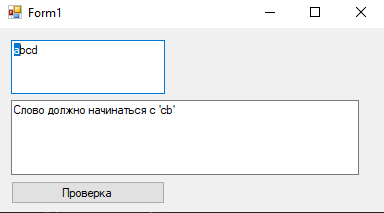 Form1
abcd
Слово должно начинаться с 'cb'
Проверка